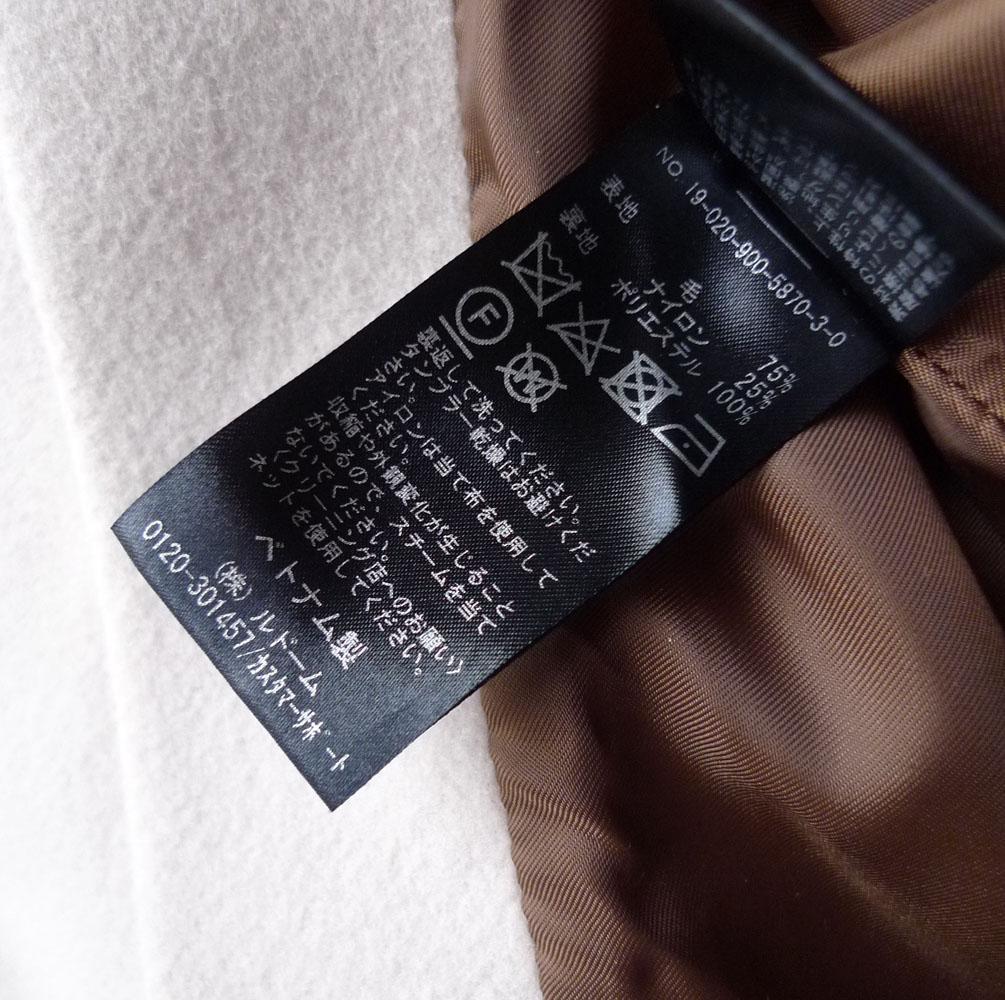 NO. 19-020-900-5870-3-0
表地 毛 75%
ナイロン 25%
裏地 ポリエステル 100%
F
W
裏返して洗ってください。くだ
タンブラー乾燥はお避け
さい。
アイロンは当て布を使用して
ください。
収縮や外観変化が生じること
があるので、スチームを当て
ないでください。
〈クリーニング店へのお願い〉
ネットを使用してください。
ベトナム製
(株)ルドーム
0120-301457/カスタマーサポート